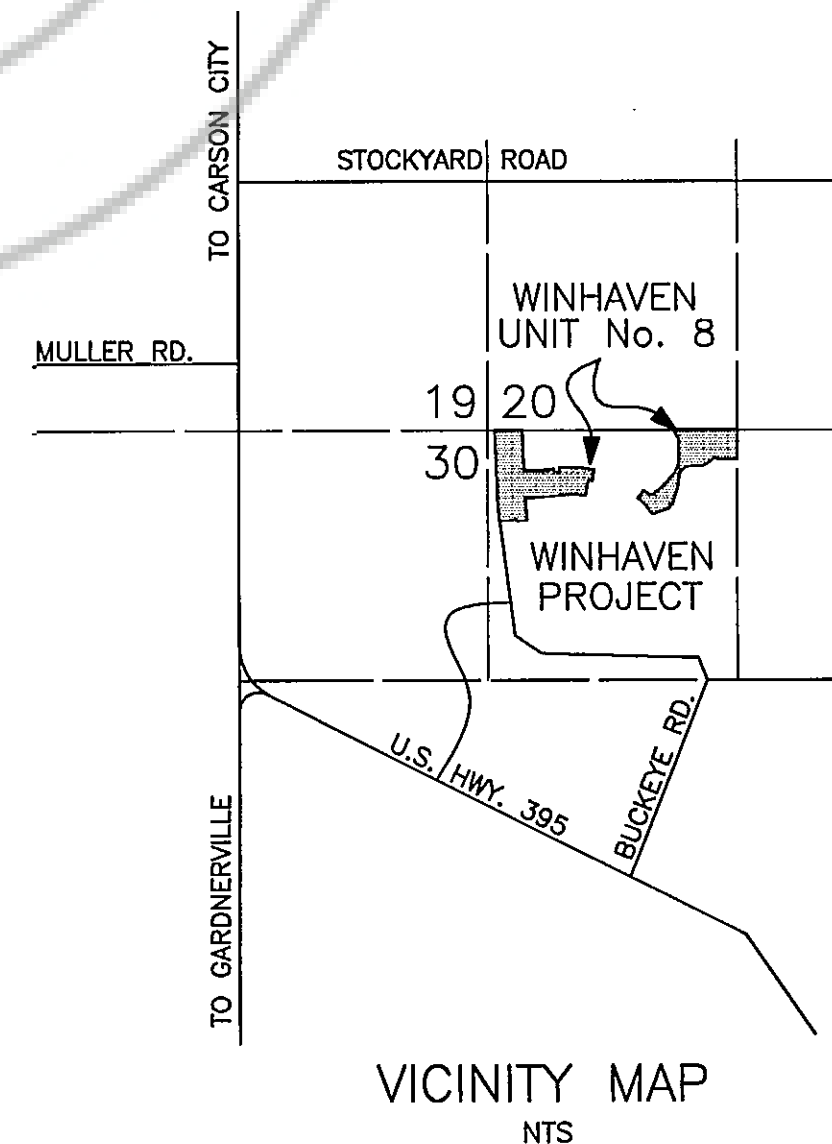 TO CARSON CITY
STOCKYARD ROAD
WINHAVEN
UNIT No. 8
MULLER RD.
19 20
30
WINHAVEN
PROJECT
U.S. HWY. 395
BUCKEYE RD.
TO GARDNERVILLE
VICINITY MAP
NTS